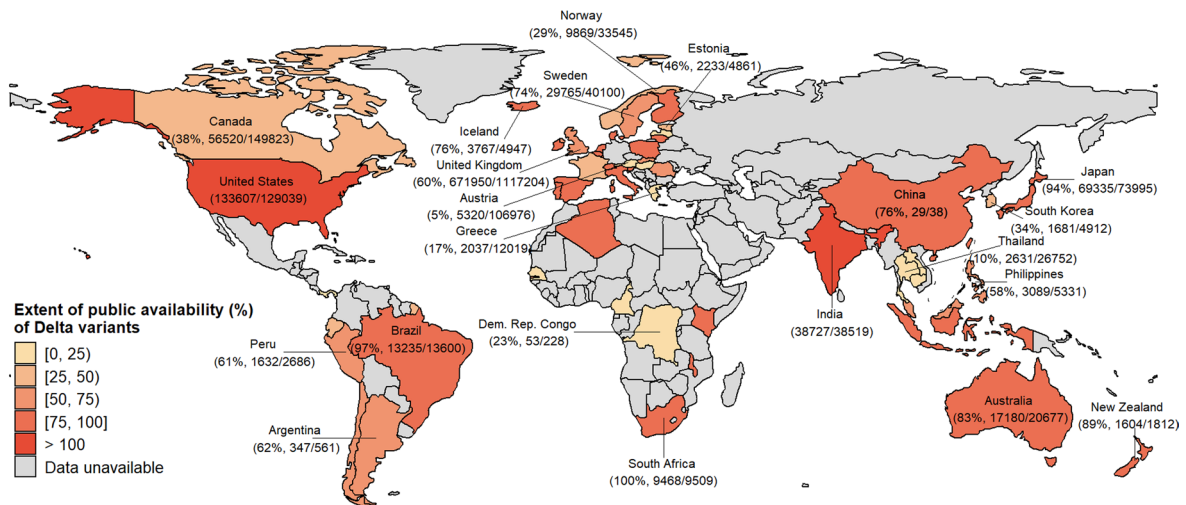 Norway
(29%, 9869/33545)
Estonia
(46%, 2233/4861)
Sweden
(74%, 29765/40100)
Canada
(38%, 56520/149823)
Iceland
(76%, 3767/4947)
United Kingdom
(60%, 671950/1117204)
United States
(133607/129039)
Austria
(5%, 5320/106976)
Greece
(17%, 2037/12019)
China
(76%, 29/38)
Japan
(94%, 69335/73995)
South Korea
(34%, 1681/4912)
Thailand
(10%, 2631/26752)
Philippines
(58%, 3089/5331)
India
(38727/38519)
Dem. Rep. Congo
(23%, 53/228)
Brazil
(97%, 13235/13600)
Peru
(61%, 1632/2686)
Argentina
(62%, 347/561)
South Africa
(100%, 9468/9509)
Australia
(83%, 17180/20677)
New Zealand
(89%, 1604/1812)
Extent of public availability (%)
of Delta variants
[0, 25)
[25, 50)
[50, 75)
[75, 100]
> 100
Data unavailable